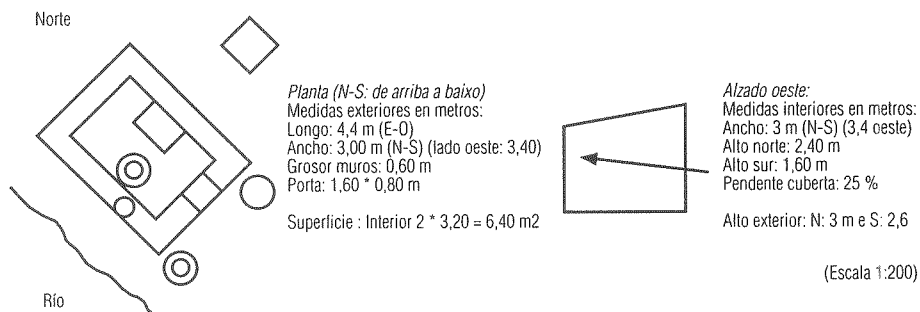 Norte
Planta (N-S: de arriba a baixo)
Medidas exteriores en metros:
Longo: 4,4 m (E-O)
Ancho: 3,00 m (N-S) (lado oeste: 3,40)
Grosor muros: 0,60 m
Porta: 1,60 * 0,80 m
Superficie : Interior 2 * 3,20 = 6,40 m2
Alzado oeste:
Medidas interiores en metros:
Ancho: 3 m (N-S) (3,4 oeste)
Alto norte: 2,40 m
Alto sur: 1,60 m
Pendente cuberta: 25 %
Alto exterior: N: 3 m e S: 2,6
(Escala 1:200)
Río